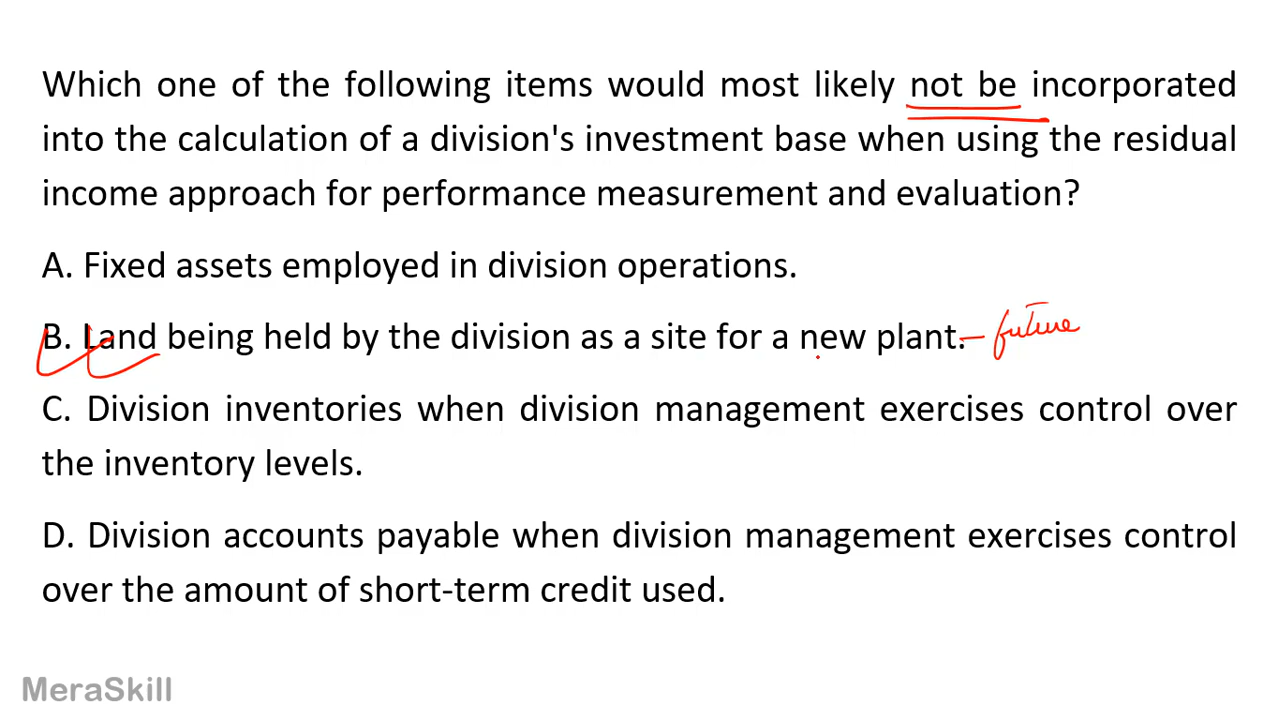 Which one of the following items would most likely not be incorporated
into the calculation of a division's investment base when using the residual
income approach for performance measurement and evaluation?
A. Fixed assets employed in division operations.
B. Land being held by the division as a site for a new plant. - future
C. Division inventories when division management exercises control over
the inventory levels.
D. Division accounts payable when division management exercises control
over the amount of short-term credit used.
MeraSkill